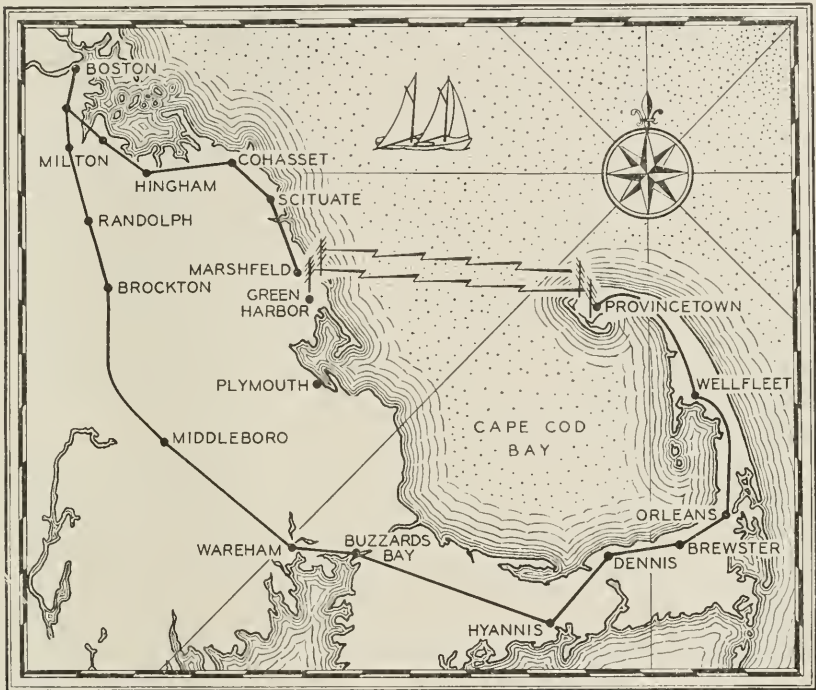 BOSTON
MILTON
COHASSET
HINGHAM
SCITUATE
RANDOLPH
MARSHFELD
BROCKTON
GREEN
HARBOR
PROVINCETOWN
PLYMOUTH
WELLFLEET
CAPE COD
BAY
MIDDLEBORO
ORLEANS
WAREHAM
BUZZARDS
BAY
BREWSTER
DENNIS
HYANNIS